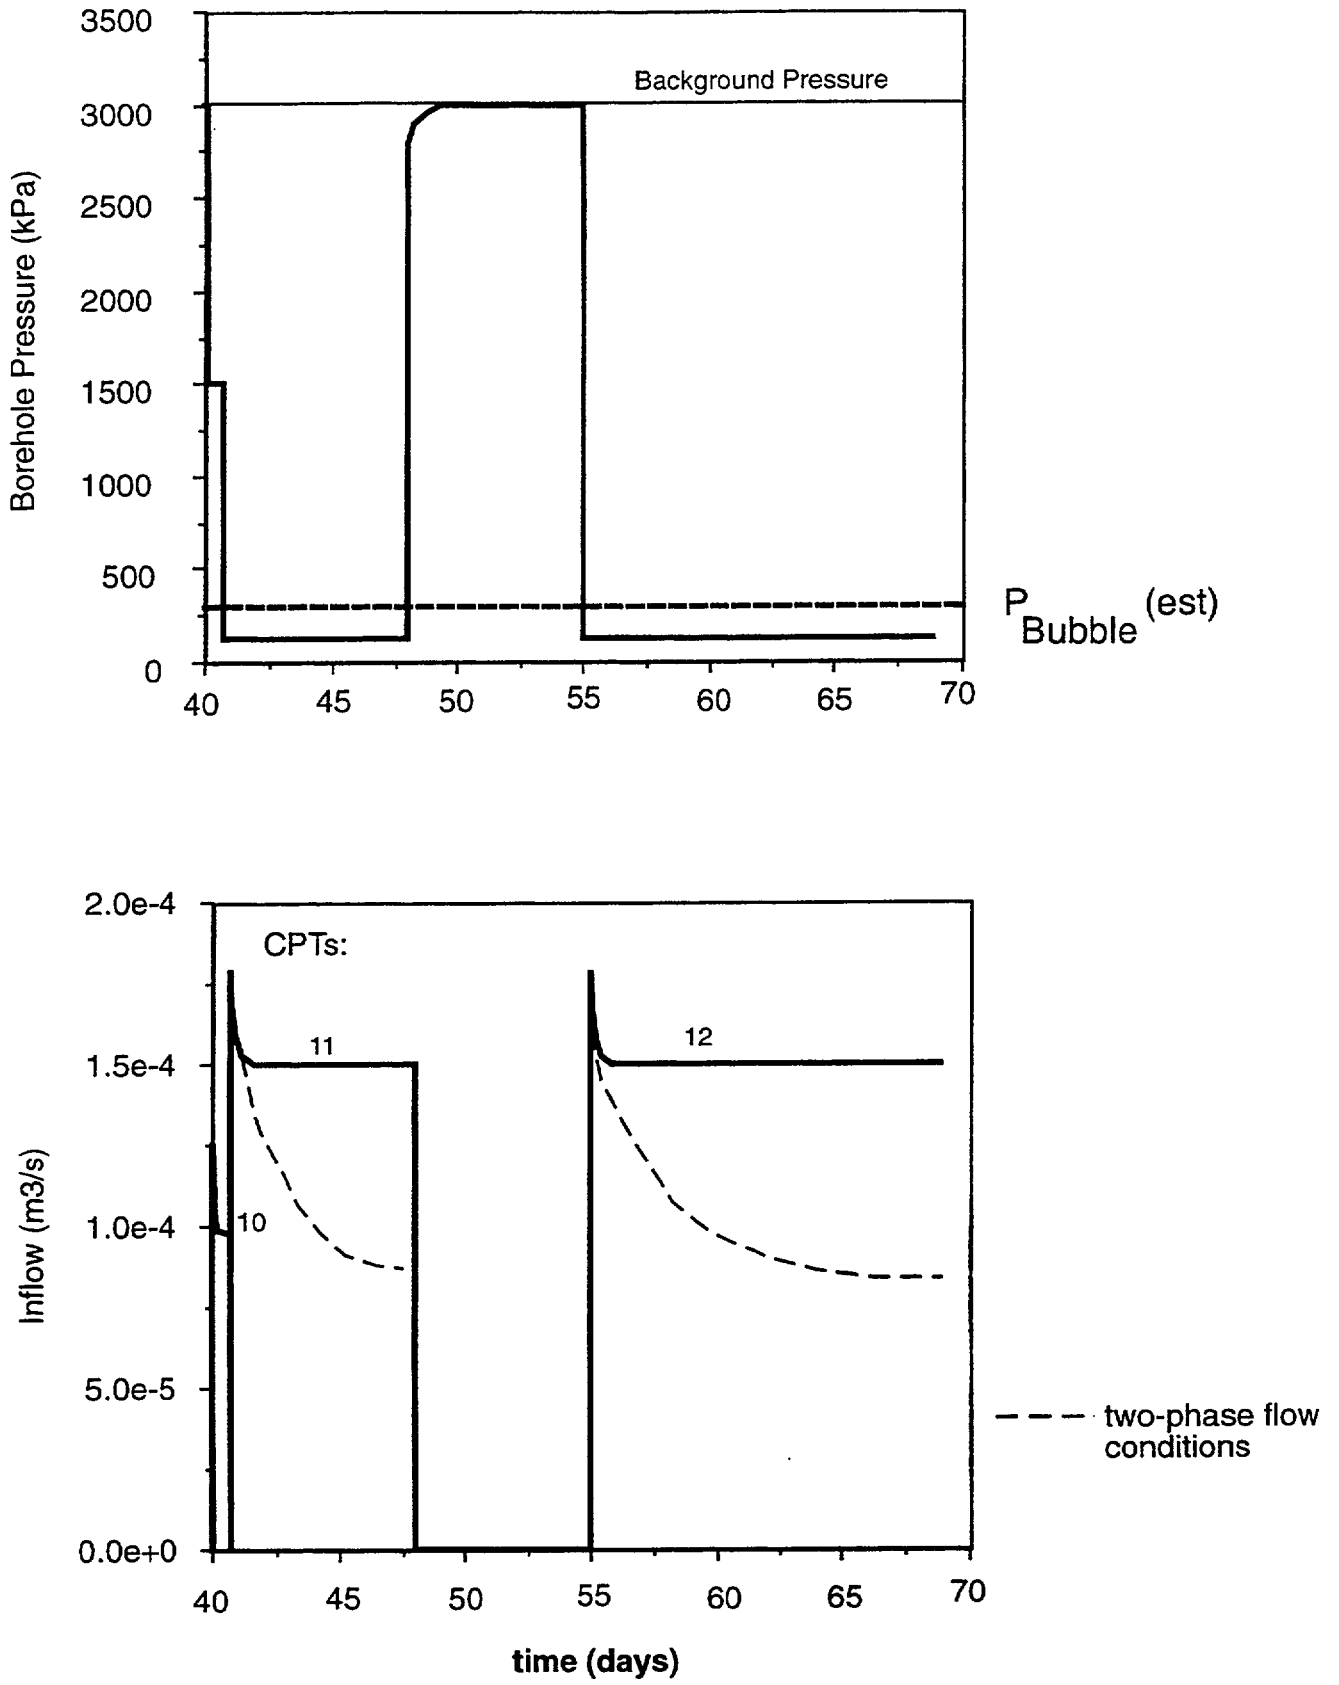 3500
Background Pressure
3000
2500
2000
1500
1000
500
0
Borehole Pressure (kPa)
P Bubble (est)
40 45 50 55 60 65 70
2.0e-4
CPTs:
11
12
1.5e-4
10
1.0e-4
5.0e-5
0.0e+0
Inflow (m3/s)
two-phase flow
conditions
40 45 50 55 60 65 70
time (days)